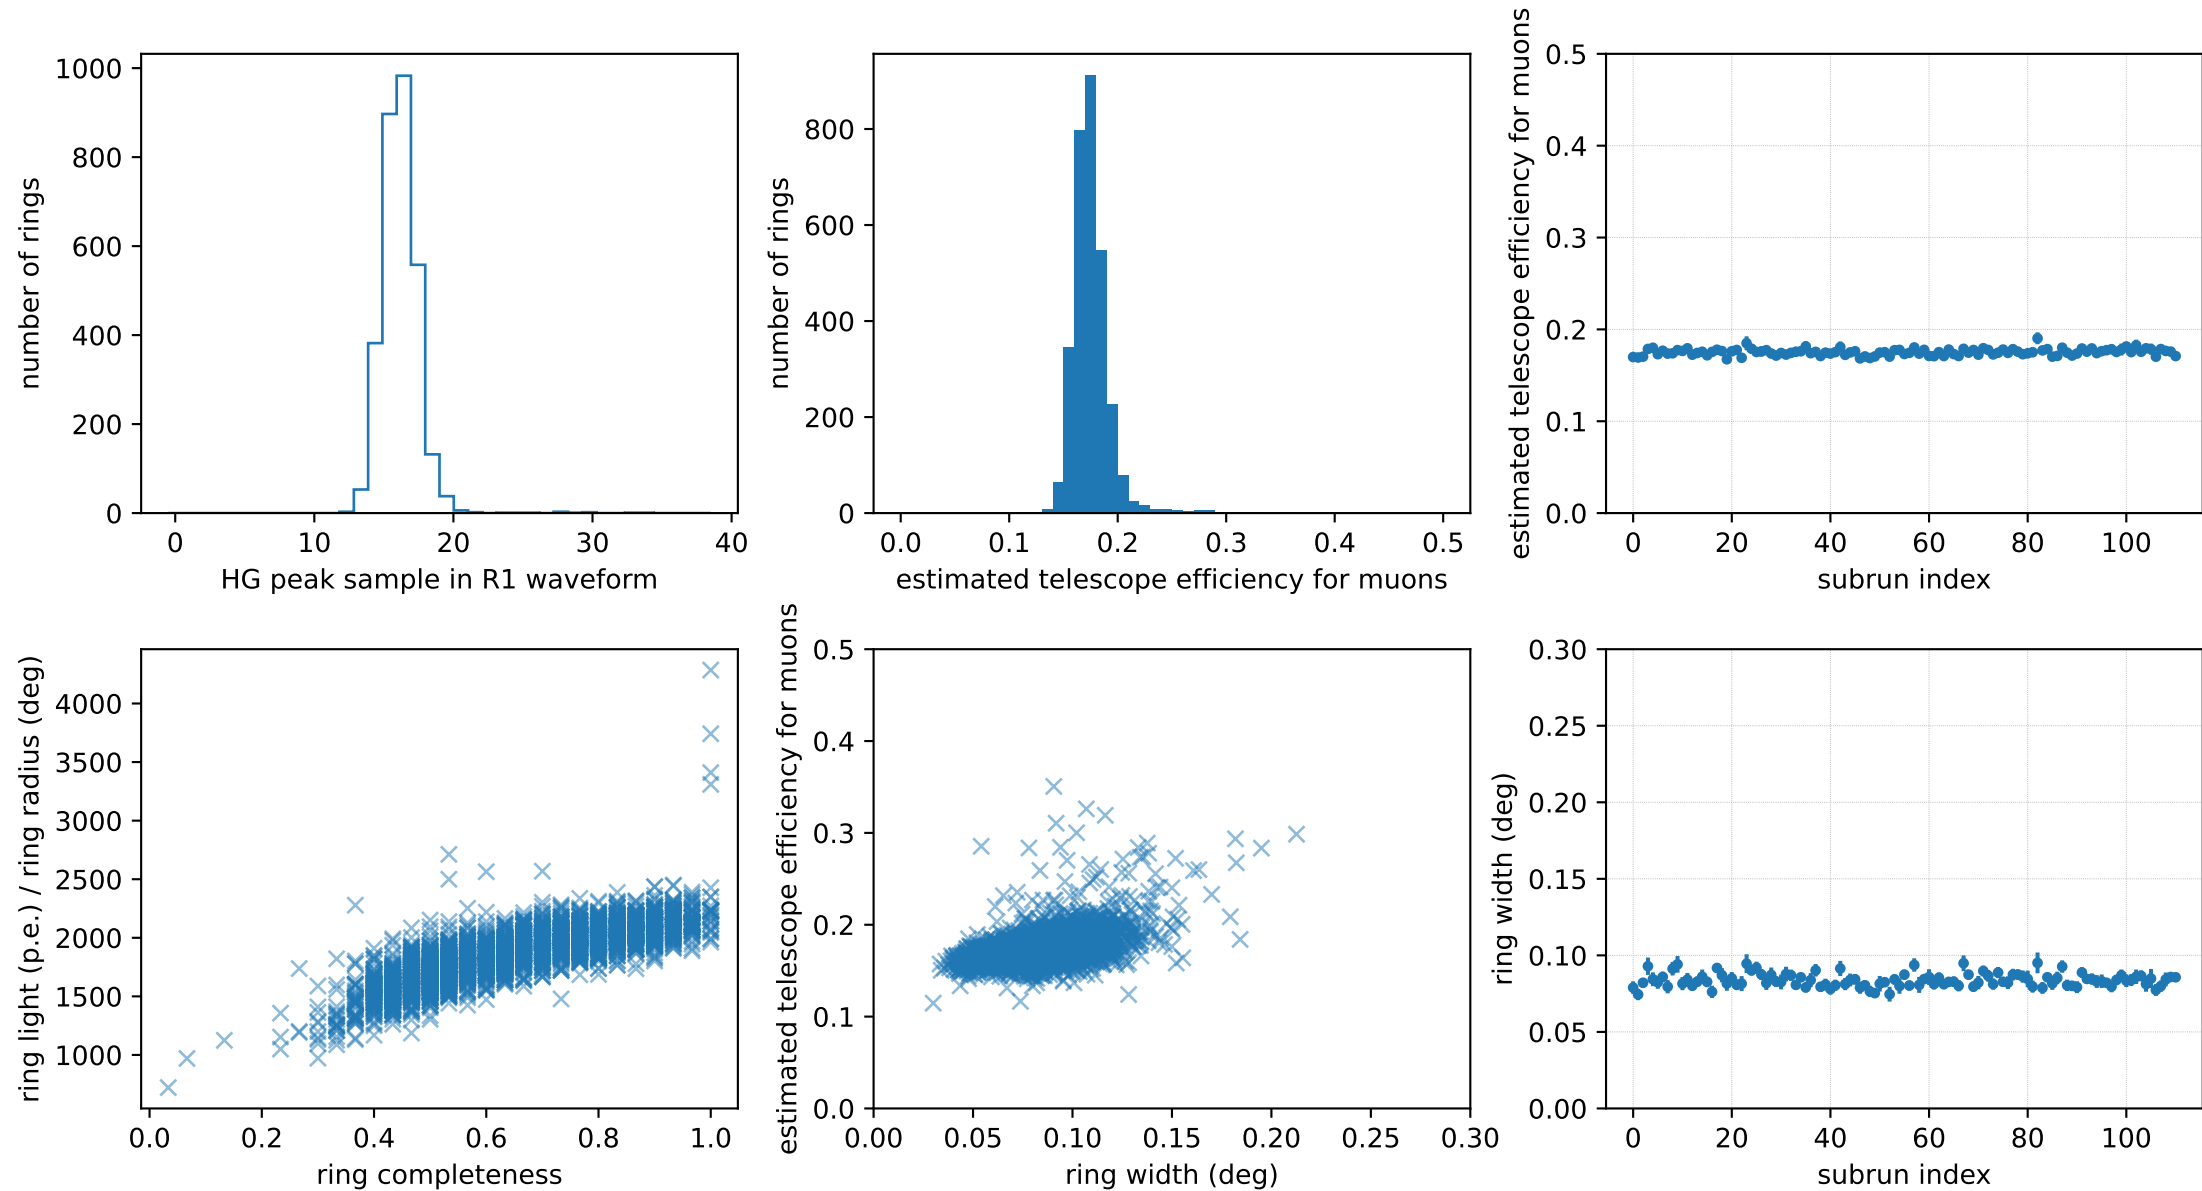 number of rings
1000
800
600
400
200
0
0 10 20 30 40
HG peak sample in R1 waveform
number of rings
800
600
400
200
0
0.0 0.1 0.2 0.3 0.4 0.5
estimated telescope efficiency for muons
estimated telescope efficiency for muons
0.5
0.4
0.3
0.2
0.1
0.0
0 20 40 60 80 100
subrun index
ring light (p.e.) / ring radius (deg)
4000
3500
3000
2500
2000
1500
1000
0.0 0.2 0.4 0.6 0.8 1.0
ring completeness
estimated telescope efficiency for muons
0.5
0.4
0.3
0.2
0.1
0.0
0.00 0.05 0.10 0.15 0.20 0.25 0.30
ring width (deg)
ring width (deg)
0.30
0.25
0.20
0.15
0.10
0.05
0.00
0 20 40 60 80 100
subrun index